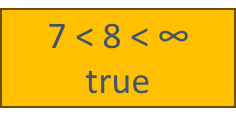 7 < 8 < ∞
true